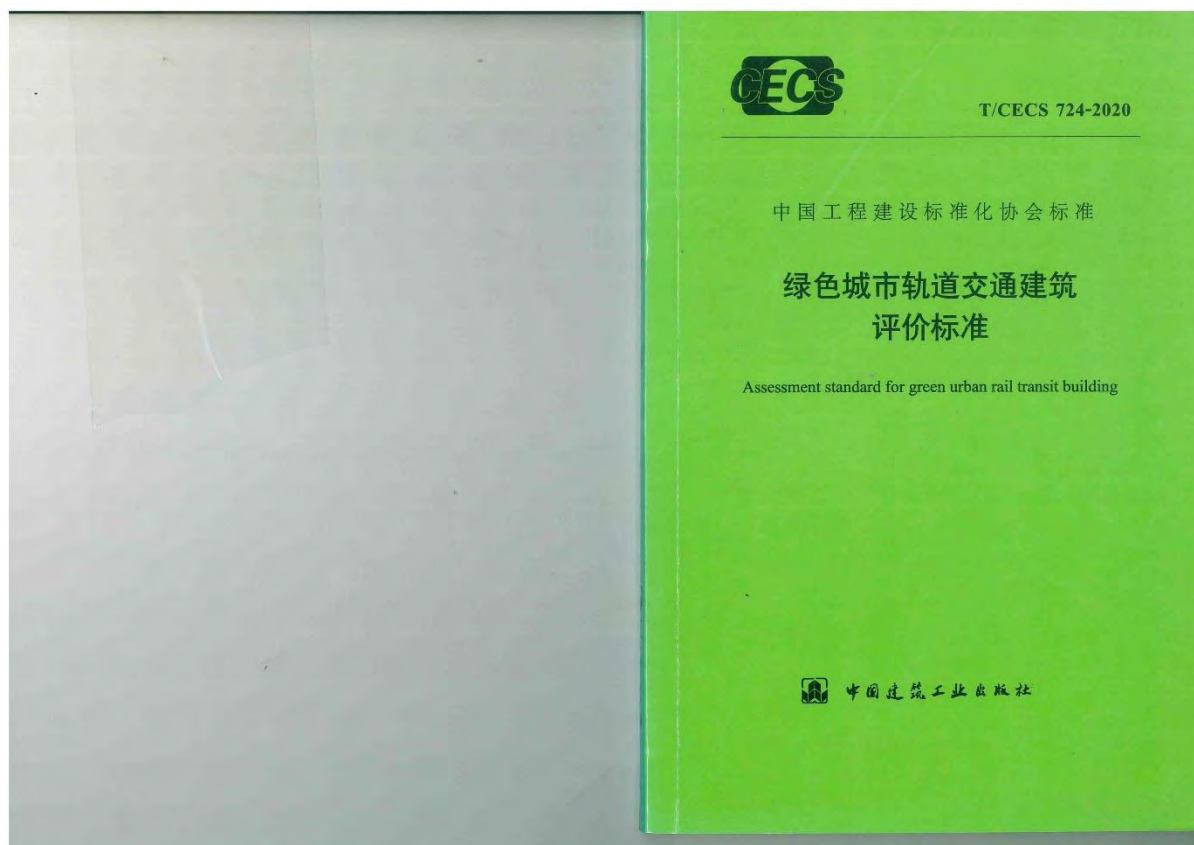 CECS
T/CECS 724-2020
中国工程建设标准化协会标准
绿色城市轨道交通建筑
评价标准
Assessment standard for green urban rail transit building
中国建筑工业出版社